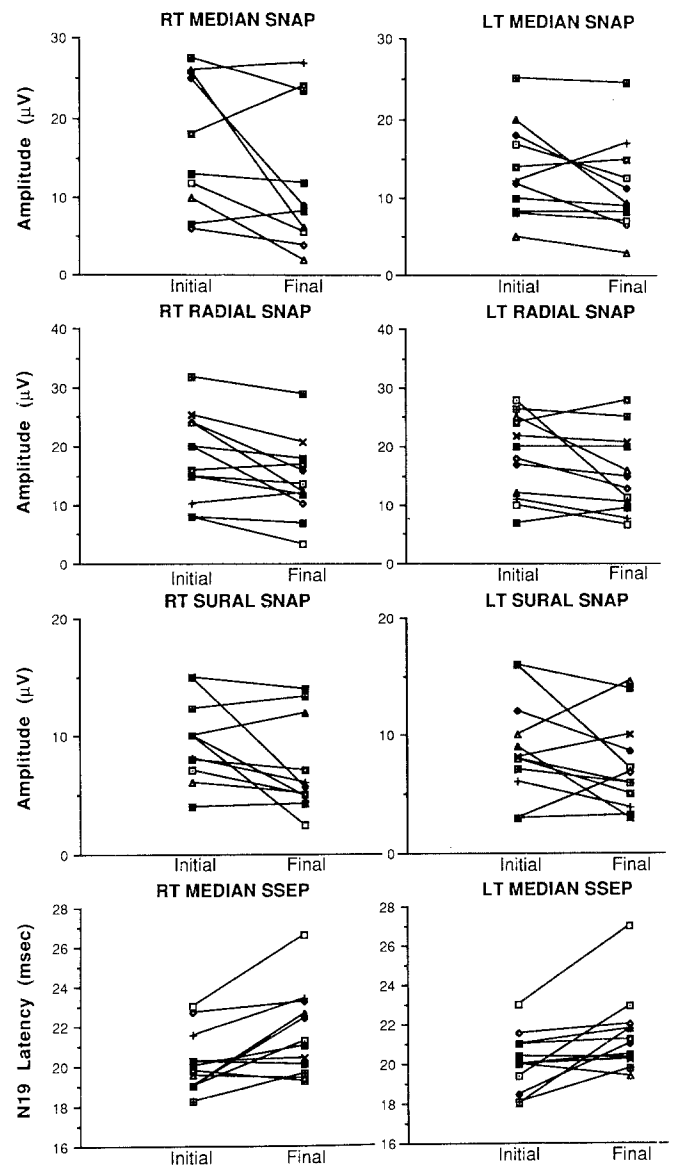 RT MEDIAN SNAP
LT MEDIAN SNAP
Amplitude (µV)
30
20
10
0
Initial
Final
30
20
10
0
Initial
Final
RT RADIAL SNAP
LT RADIAL SNAP
Amplitude (µV)
40
30
20
10
0
Initial
Final
40
30
20
10
0
Initial
Final
RT SURAL SNAP
LT SURAL SNAP
Amplitude (µV)
20
10
0
Initial
Final
20
10
0
Initial
Final
RT MEDIAN SSEP
LT MEDIAN SSEP
N19 Latency (msec)
28
26
24
22
20
18
16
Initial
Final
28
26
24
22
20
18
16
Initial
Final